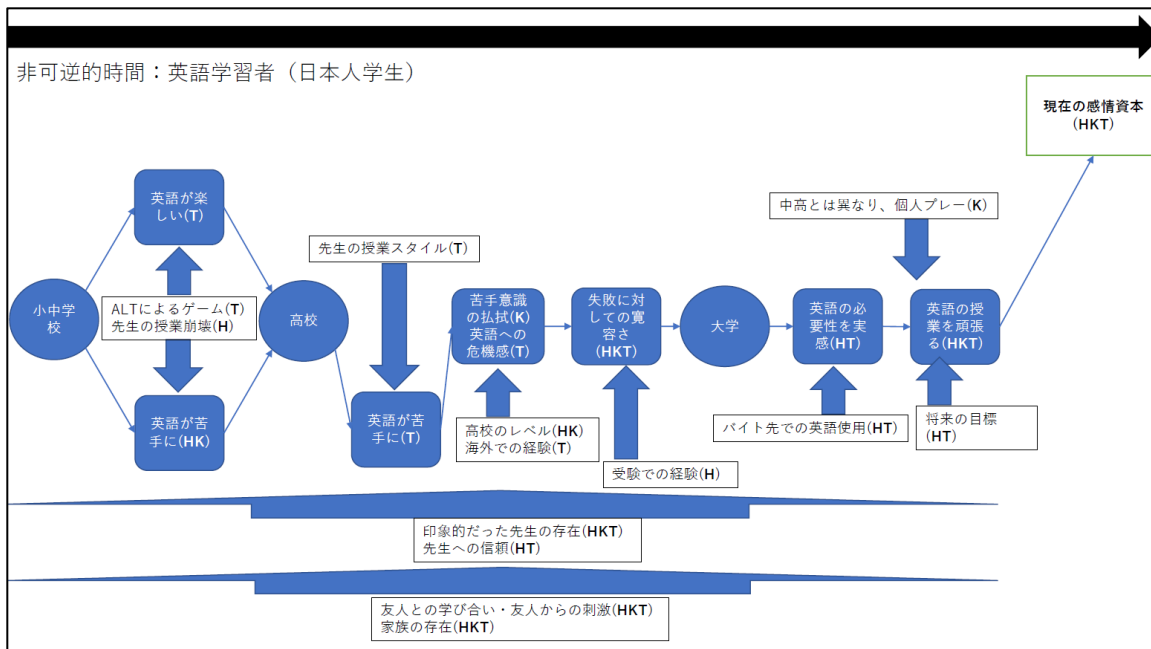 非可逆的時間：英語学習者（日本人学生）
現在の感情資本
(HKT)
英語が楽
しい(T)
中高とは異なり、個人プレー(K)
先生の授業スタイル(T)
小中学
校
ALTによるゲーム(T)
先生の授業崩壊(H)
高校
苦手意識
の払拭(K)
英語への
危機感(T)
失敗に対
しての寛
容さ
(HKT)
大学
英語の必
要性を実
感(HT)
英語の授
業を頑張
る(HKT)
英語が苦
手に(HK)
英語が苦
手に(T)
高校のレベル(HK)
海外での経験(T)
受験での経験(H)
バイト先での英語使用(HT)
将来の目標
(HT)
印象的だった先生の存在(HKT)
先生への信頼(HT)
友人との学び合い・友人からの刺激(HKT)
家族の存在(HKT)